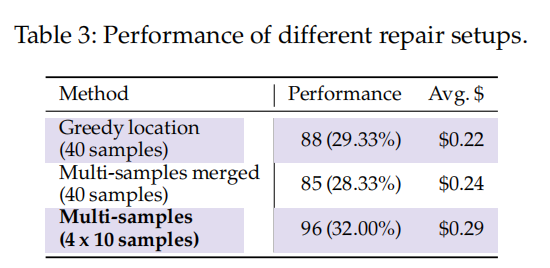 Table 3: Performance of different repair setups.
Method Performance Avg. $
Greedy location
(40 samples) 88 (29.33%) $0.22
Multi-samples merged
(40 samples) 85 (28.33%) $0.24
Multi-samples
(4 x 10 samples) 96 (32.00%) $0.29